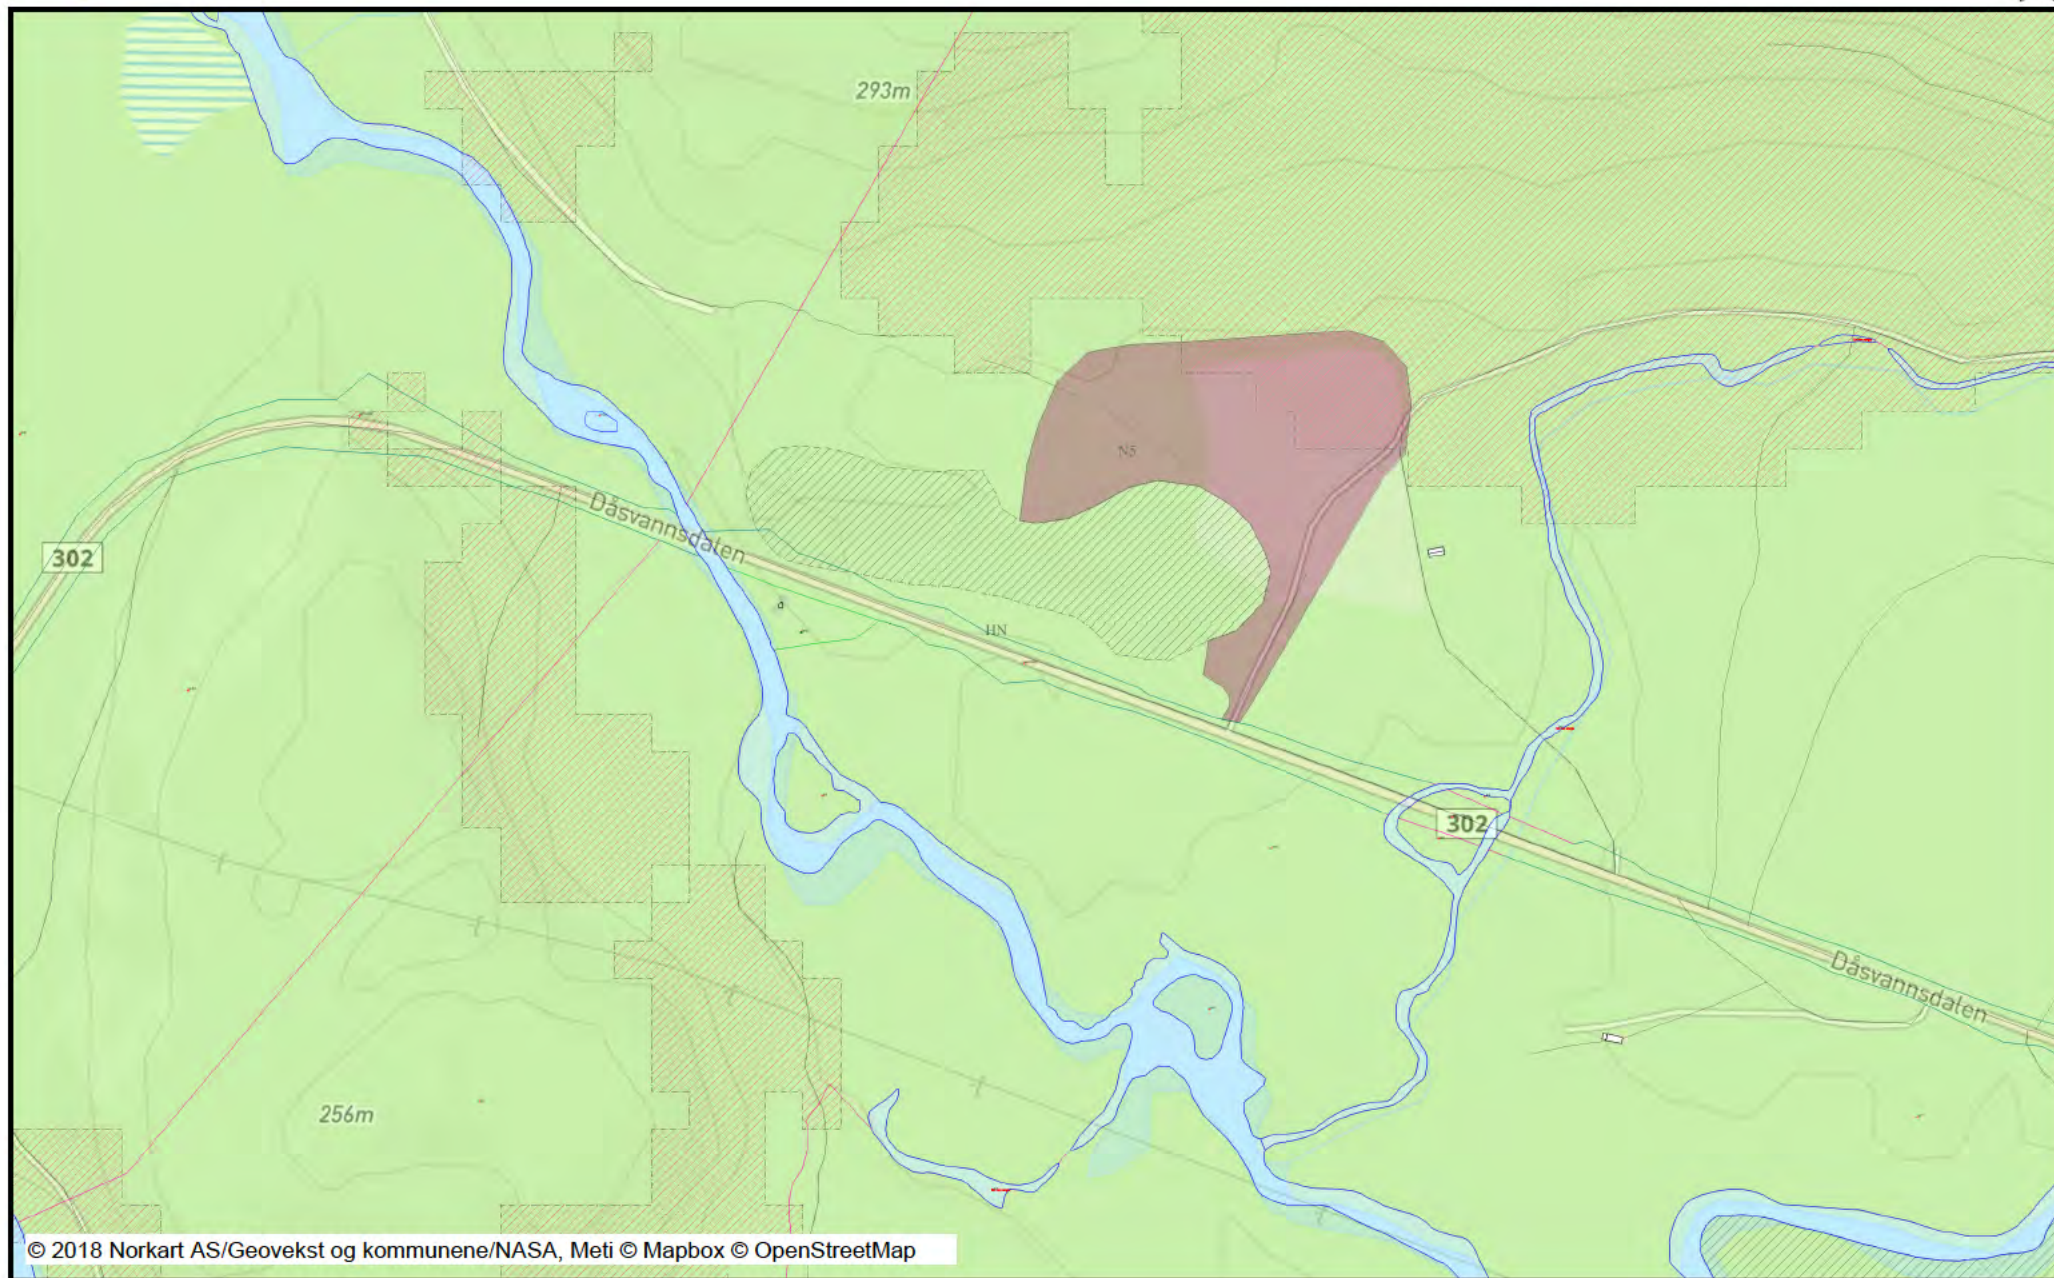 293m
N5
Dåsvannsdalen
302
HN
302
Dåsvannsdalen
256m
© 2018 Norkart AS/Geovekst og kommunene/NASA, Meti © Mapbox © OpenStreetMap